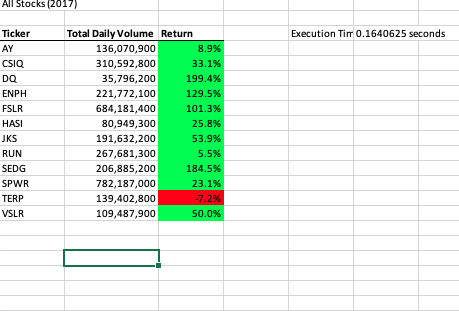 All Stocks (2017)
Ticker Total Daily Volume Return Execution Tim 0.1640625 seconds
AY 136,070,900 8.9%
CSIQ 310,592,800 33.1%
DQ 35,796,200 199.4%
ENPH 221,772,100 129.5%
FSLR 684,181,400 101.3%
HASI 80,949,300 25.8%
JKS 191,632,200 53.9%
RUN 267,681,300 5.5%
SEDG 206,885,200 184.5%
SPWR 782,187,000 23.1%
TERP 139,402,800 -7.2%
VSLR 109,487,900 50.0%